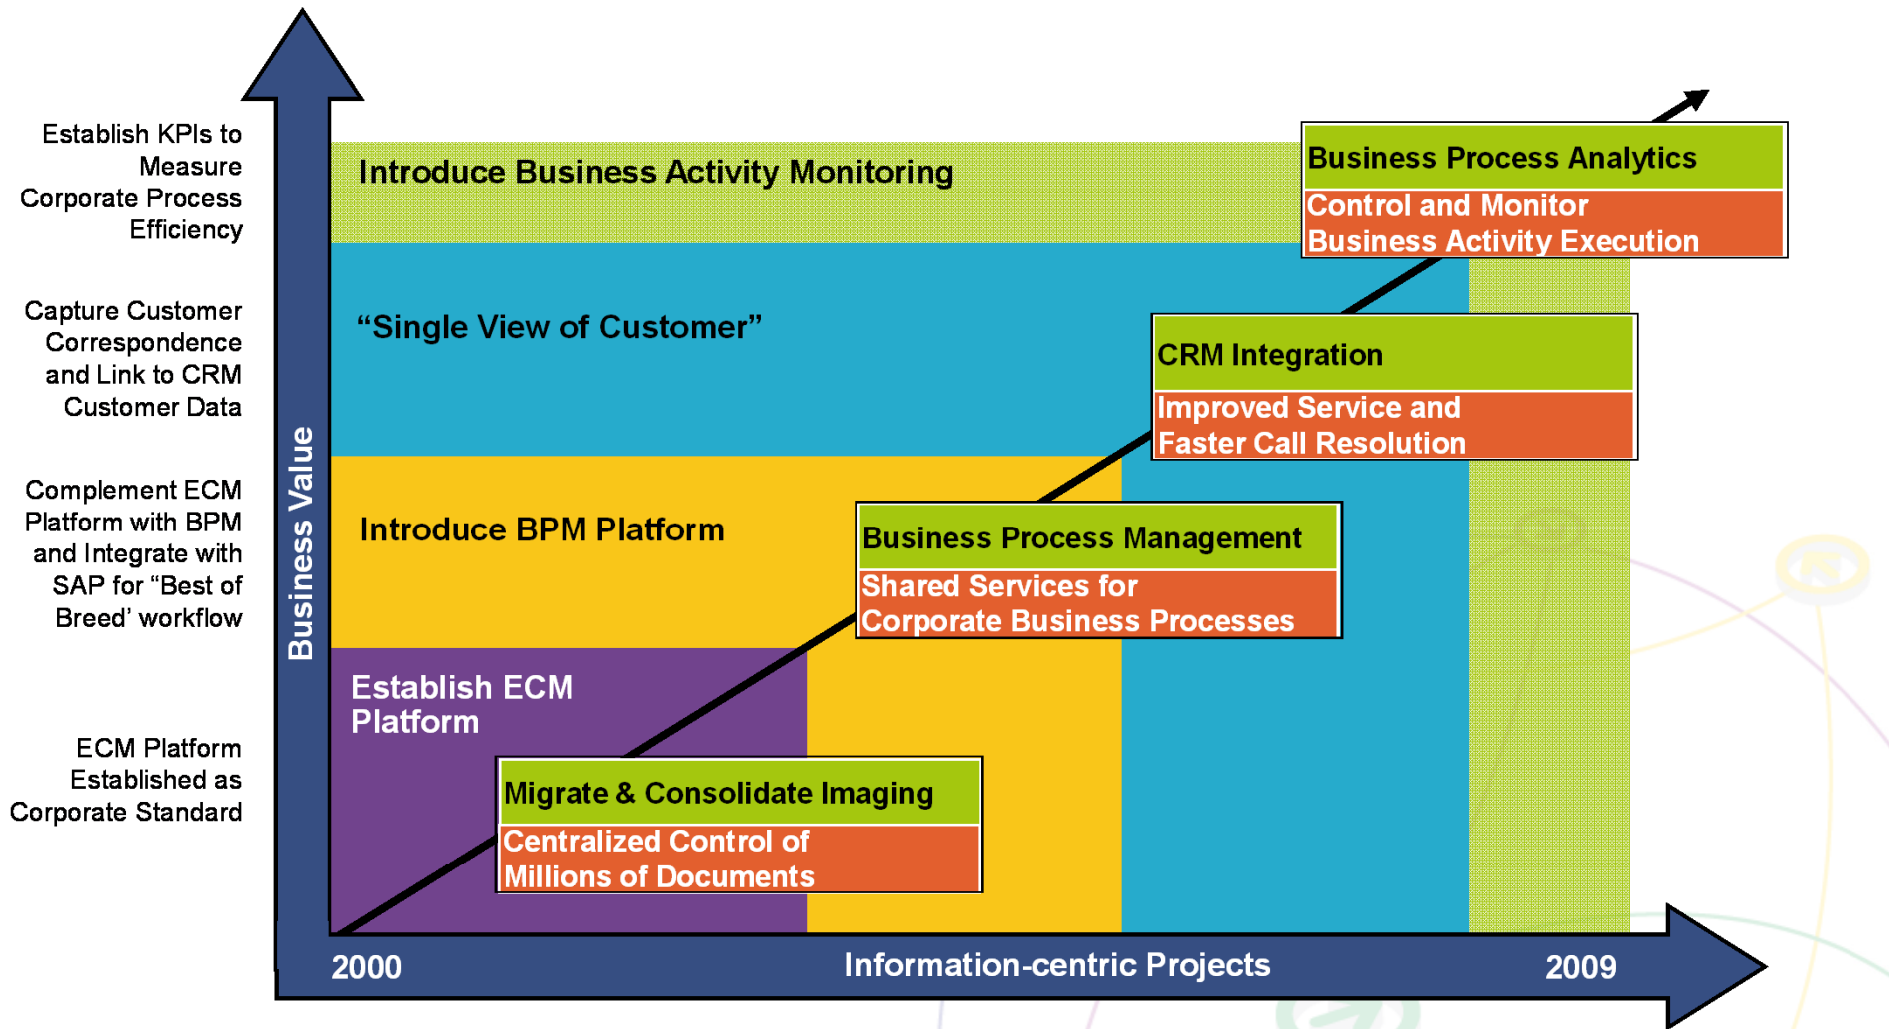 Establish KPIs to
Measure
Corporate Process
Efficiency
Introduce Business Activity Monitoring
Business Process Analytics
Control and Monitor
Business Activity Execution
Capture Customer
Correspondence
and Link to CRM
Customer Data
“Single View of Customer”
CRM Integration
Improved Service and
Faster Call Resolution
Complement ECM
Platform with BPM
and Integrate with
SAP for “Best of
Breed’ workflow
Introduce BPM Platform
Business Process Management
Shared Services for
Corporate Business Processes
Business Value
Establish ECM
Platform
ECM Platform
Established as
Corporate Standard
Migrate & Consolidate Imaging
Centralized Control of
Millions of Documents
2000
Information-centric Projects
2009